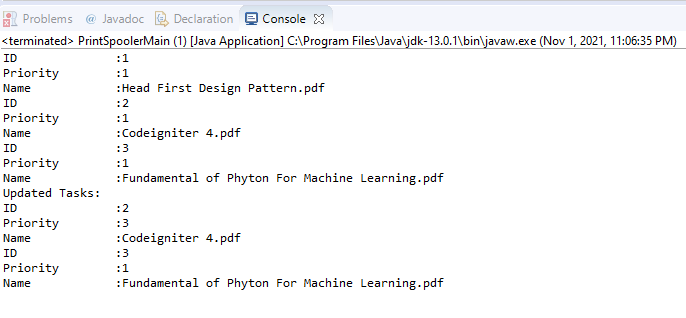 Problems @ Javadoc Declaration Console
<terminated> PrintSpoolerMain (1) [Java Application] C:\Program Files\Java\jdk-13.0.1\bin\javaw.exe (Nov 1, 2021, 11:06:35 PM)
ID :1
Priority :1
Name :Head First Design Pattern.pdf
ID :2
Priority :1
Name :Codeigniter 4.pdf
ID :3
Priority :1
Name :Fundamental of Phyton For Machine Learning.pdf
Updated Tasks:
ID :2
Priority :3
Name :Codeigniter 4.pdf
ID :3
Priority :1
Name :Fundamental of Phyton For Machine Learning.pdf